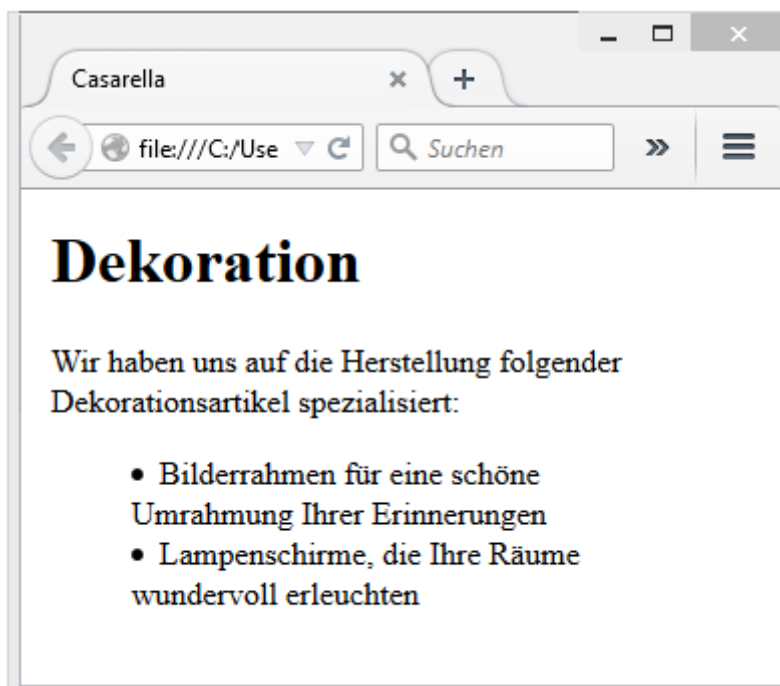 Casarella
file:///C:/Use
Suchen
Dekoration
Wir haben uns auf die Herstellung folgender
Dekorationsartikel spezialisiert:
• Bilderrahmen für eine schöne
Umrahmung Ihrer Erinnerungen
• Lampenschirme, die Ihre Räume
wundervoll erleuchten